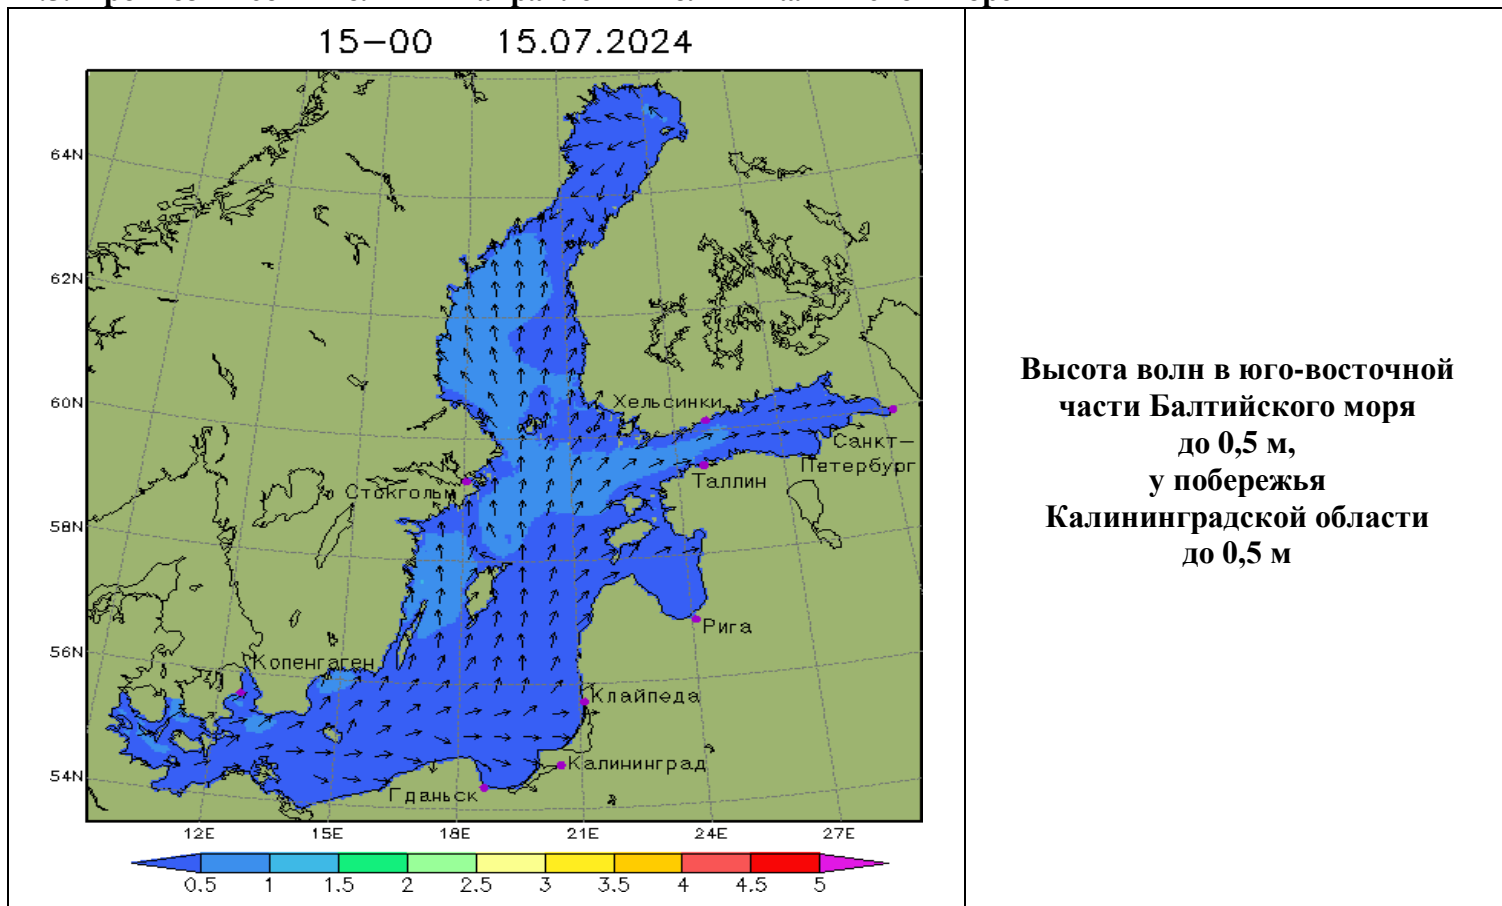 15-00 15.07.2024
64N
62N
60N
58N
56N
54N
Хельсинки
Санкт-
Петербург
Таллин
Стокгольм
Рига
Копенгаген
Клайпеда
Калининград
Гданьск
12E 15E 18E 21E 24E 27E
0.5 1 1.5 2 2.5 3 3.5 4 4.5 5
Высота волн в юго-восточной
части Балтийского моря
до 0,5 м,
у побережья
Калининградской области
до 0,5 м